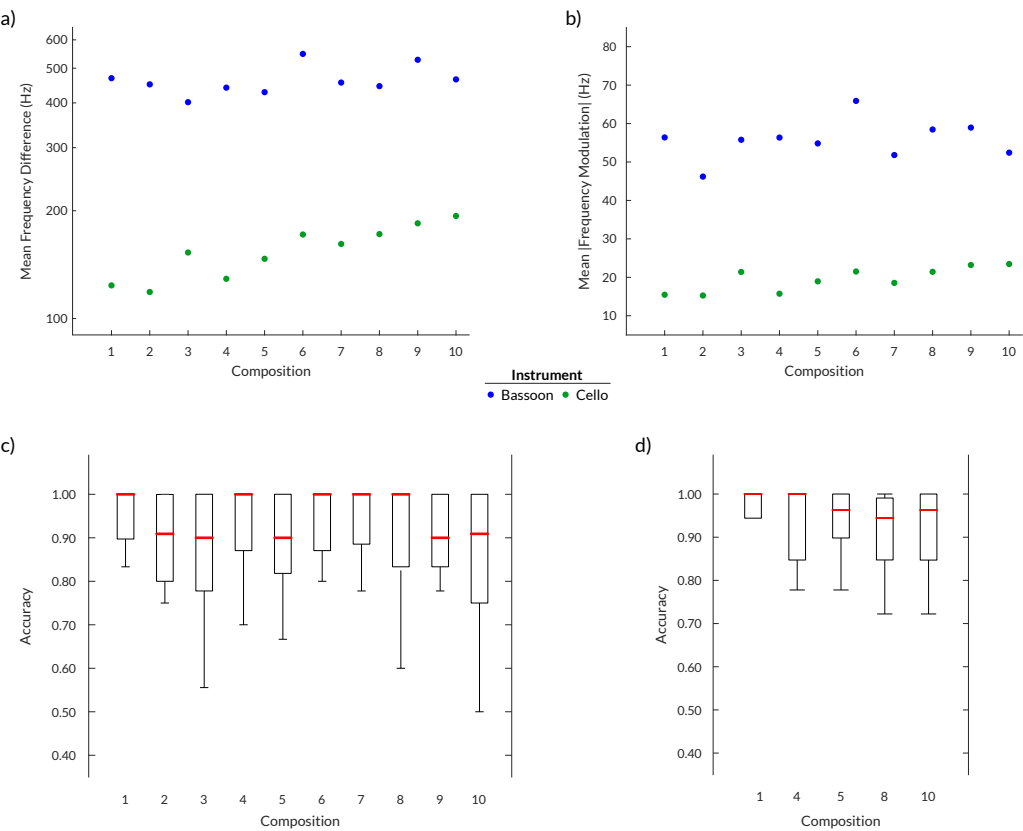 a)
Mean Frequency Difference (Hz)
600
500
400
300
200
100
1 2 3 4 5 6 7 8 9 10
Composition
b)
Mean |Frequency Modulation| (Hz)
80
70
60
50
40
30
20
10
1 2 3 4 5 6 7 8 9 10
Composition
Instrument
Bassoon Cello
c)
Accuracy
1.00
0.90
0.80
0.70
0.60
0.50
0.40
1 2 3 4 5 6 7 8 9 10
Composition
d)
Accuracy
1.00
0.90
0.80
0.70
0.60
0.50
0.40
1 4 5 8 10
Composition